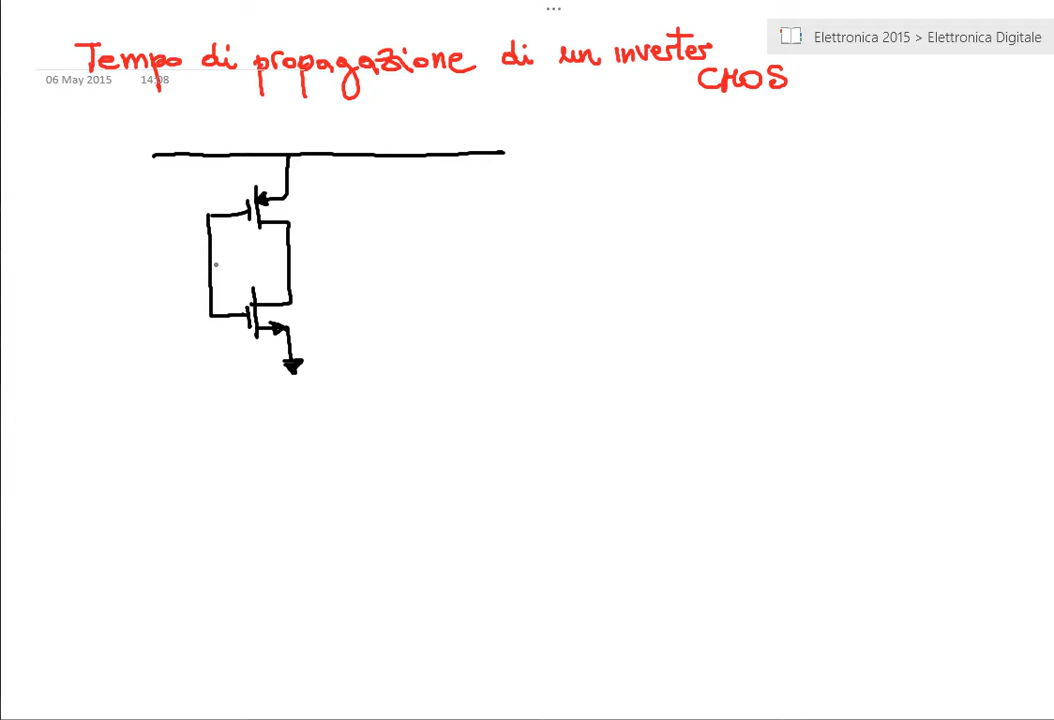 Elettronica 2015 > Elettronica Digitale
Tempo di propagazione di un inverter
CMOS
06 May 2015 14:08